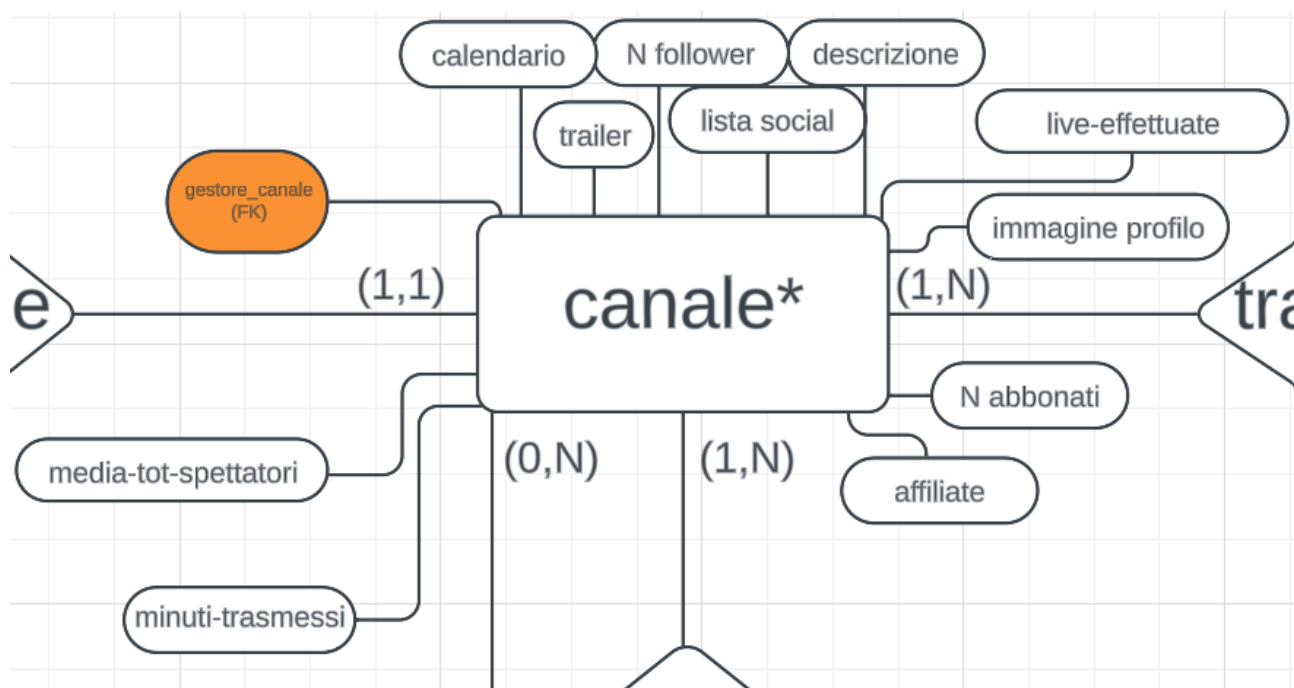 calendario
N follower
descrizione
trailer
lista social
live-effettuate
gestore_canale
(FK)
immagine profilo
(1,1)
canale*
(1,N)
e
tra
N abbonati
media-tot-spettatori
(0,N)
(1,N)
affiliate
minuti-trasmessi